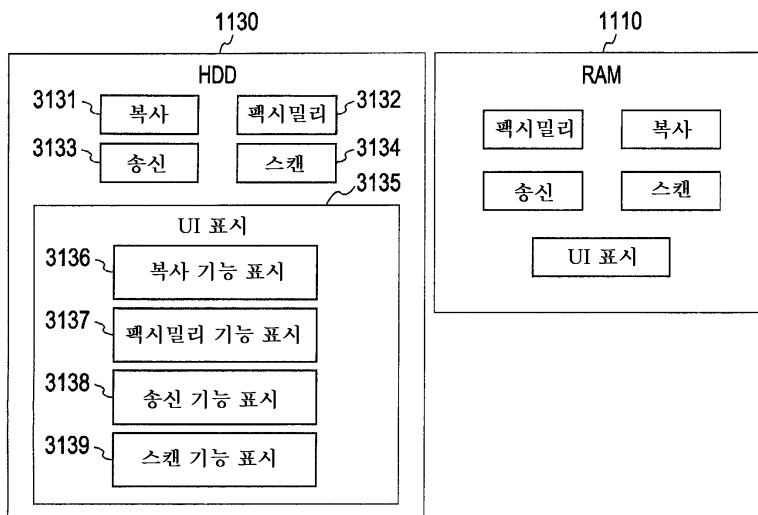 1130
HDD
3131
복사
팩시밀리
3132
3133
송신
스캔
3134
3135
UI 표시
3136
복사 기능 표시
3137
팩시밀리 기능 표시
3138
송신 기능 표시
3139
스캔 기능 표시
1110
RAM
팩시밀리
복사
송신
스캔
UI 표시